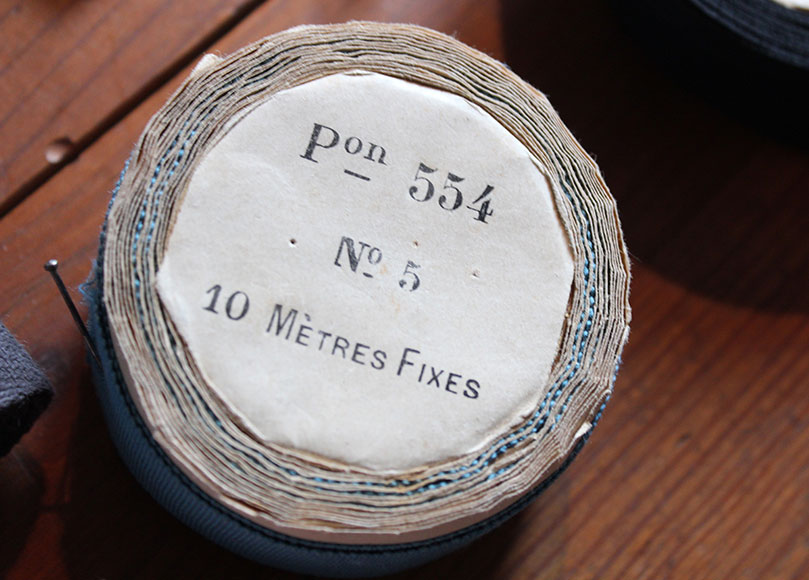 Pon 554
No 5
10 MÈTRES FIXES